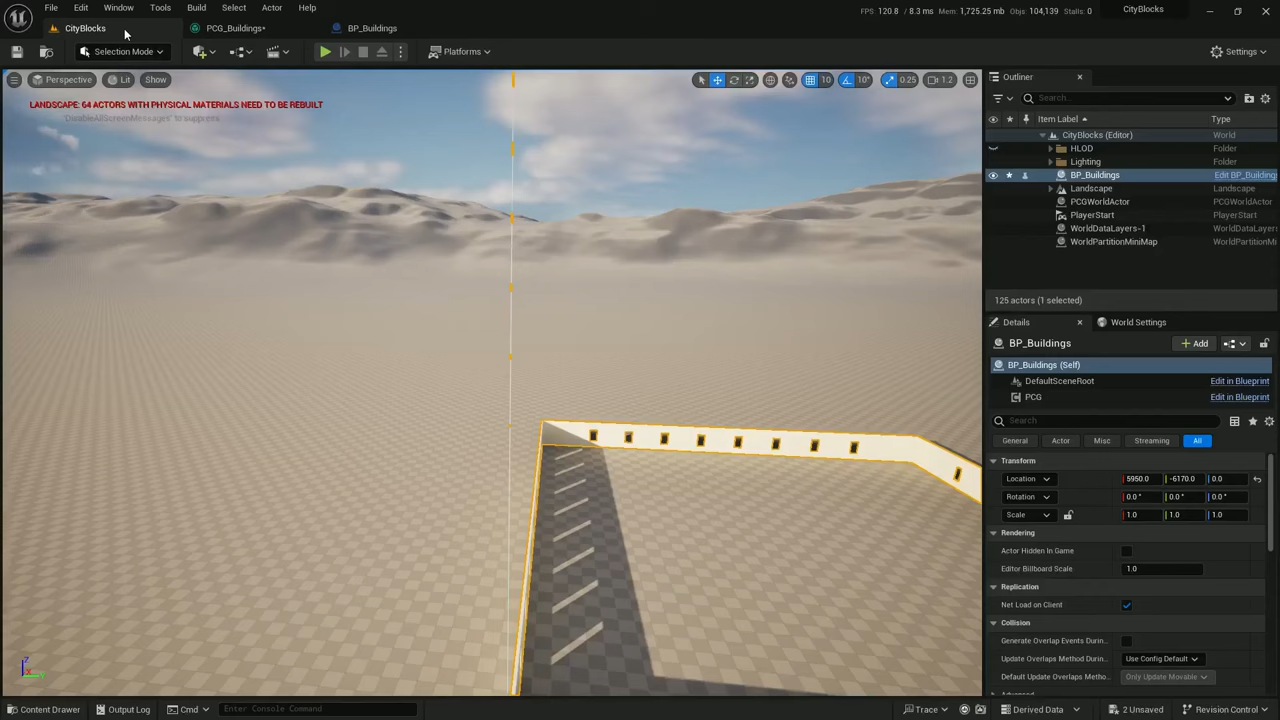 File Edit Window Tools Build Select Actor Help
FPS: 120.8 / 8.3 ms Mem: 1,725.25 mb Objs: 104,139 Stalls: 0
CityBlocks
CityBlocks
PCG_Buildings*
BP_Buildings
Selection Mode
Platforms
Settings
Perspective
Lit
Show
10
10°
0.25
1.2
LANDSCAPE: 64 ACTORS WITH PHYSICAL MATERIALS NEED TO BE REBUILT
'DisableAllScreenMessages' to suppress
Outliner
Search...
Item Label
Type
CityBlocks (Editor) World
HLOD Folder
Lighting Folder
BP_Buildings Edit BP_Building
Landscape Landscape
PCGWorldActor PCGWorldActor
PlayerStart PlayerStart
WorldDataLayers-1 WorldDataLayer
WorldPartitionMiniMap WorldPartitionM
125 actors (1 selected)
Details
World Settings
BP_Buildings
Add
BP_Buildings (Self)
DefaultSceneRoot Edit in Blueprint
PCG Edit in Blueprint
Search
General Actor Misc Streaming All
Transform
Location 5950.0 -6170.0 0.0
Rotation 0.0 ° 0.0 ° 0.0 °
Scale 1.0 1.0 1.0
Rendering
Actor Hidden In Game
Editor Billboard Scale 1.0
Replication
Net Load on Client
Collision
Generate Overlap Events Durin...
Update Overlaps Method Durin... Use Config Default
Default Update Overlaps Metho... Only Update Movable
Advanced
Content Drawer
Output Log
Cmd
Enter Console Command
Trace
Derived Data
2 Unsaved
Revision Control